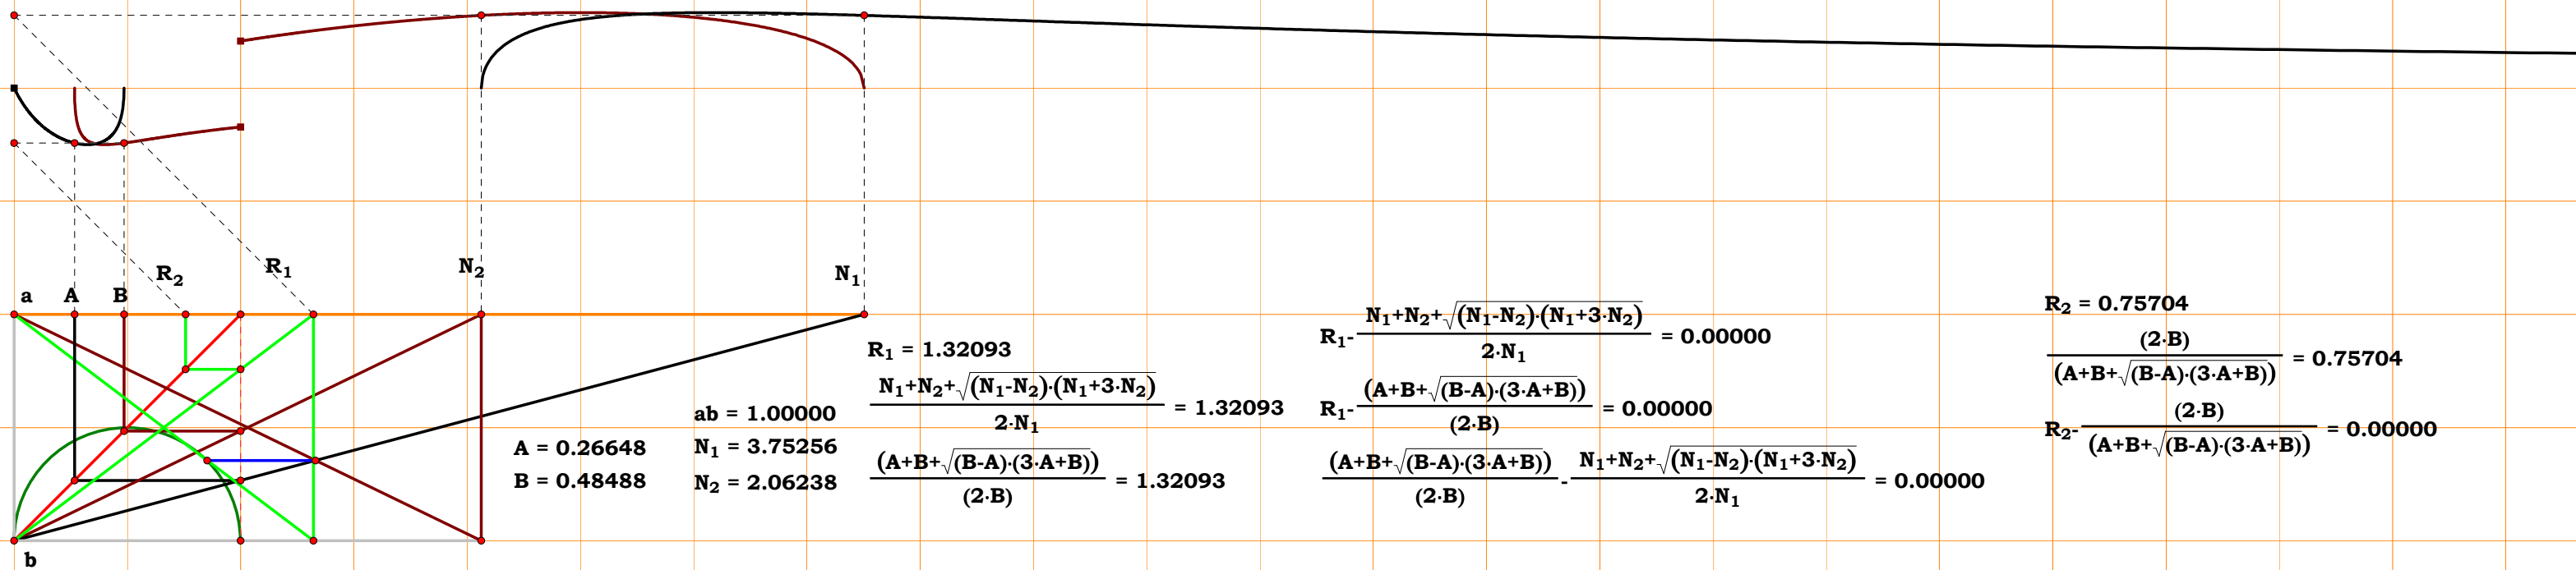 R₂ R₁ N₂ N₁
a A B
b
A = 0.26648
B = 0.48488
ab = 1.00000
N₁ = 3.75256
N₂ = 2.06238
R₁ = 1.32093
N₁+N₂+√(N₁-N₂)·(N₁+3·N₂) / 2·N₁ = 1.32093
(A+B+√(B-A)·(3·A+B)) / (2·B) = 1.32093
R₁- N₁+N₂+√(N₁-N₂)·(N₁+3·N₂) / 2·N₁ = 0.00000
R₁- (A+B+√(B-A)·(3·A+B)) / (2·B) = 0.00000
(A+B+√(B-A)·(3·A+B)) / (2·B) - N₁+N₂+√(N₁-N₂)·(N₁+3·N₂) / 2·N₁ = 0.00000
R₂ = 0.75704
(2·B) / (A+B+√(B-A)·(3·A+B)) = 0.75704
R₂- (2·B) / (A+B+√(B-A)·(3·A+B)) = 0.00000